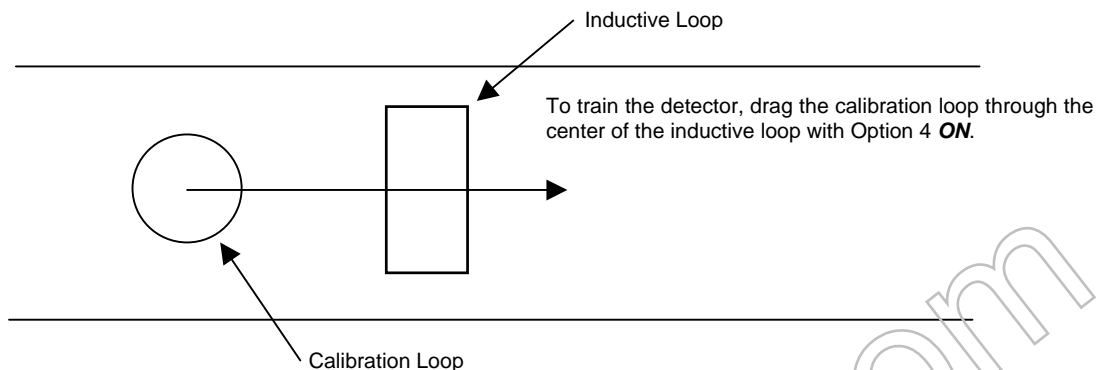 Inductive Loop
To train the detector, drag the calibration loop through the
center of the inductive loop with Option 4 ON.
Calibration Loop
om